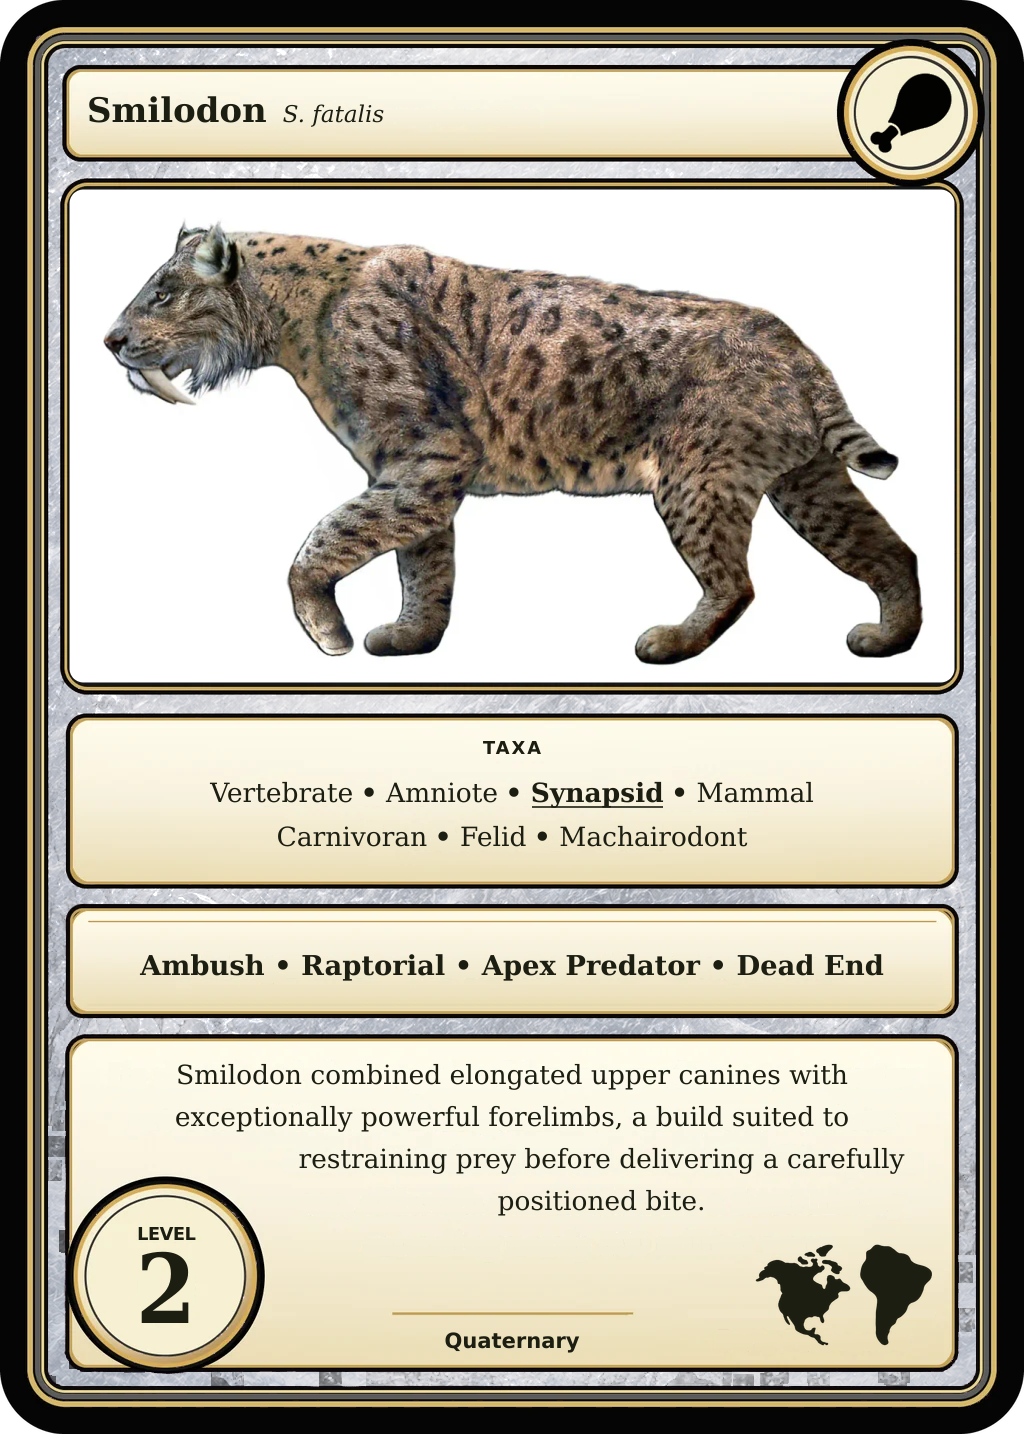 Smilodon S. fatalis
TAXA
Vertebrate • Amniote • Synapsid • Mammal
Carnivoran • Felid • Machairodont
Ambush • Raptorial • Apex Predator • Dead End
Smilodon combined elongated upper canines with
exceptionally powerful forelimbs, a build suited to
restraining prey before delivering a carefully
positioned bite.
LEVEL
2
Quaternary